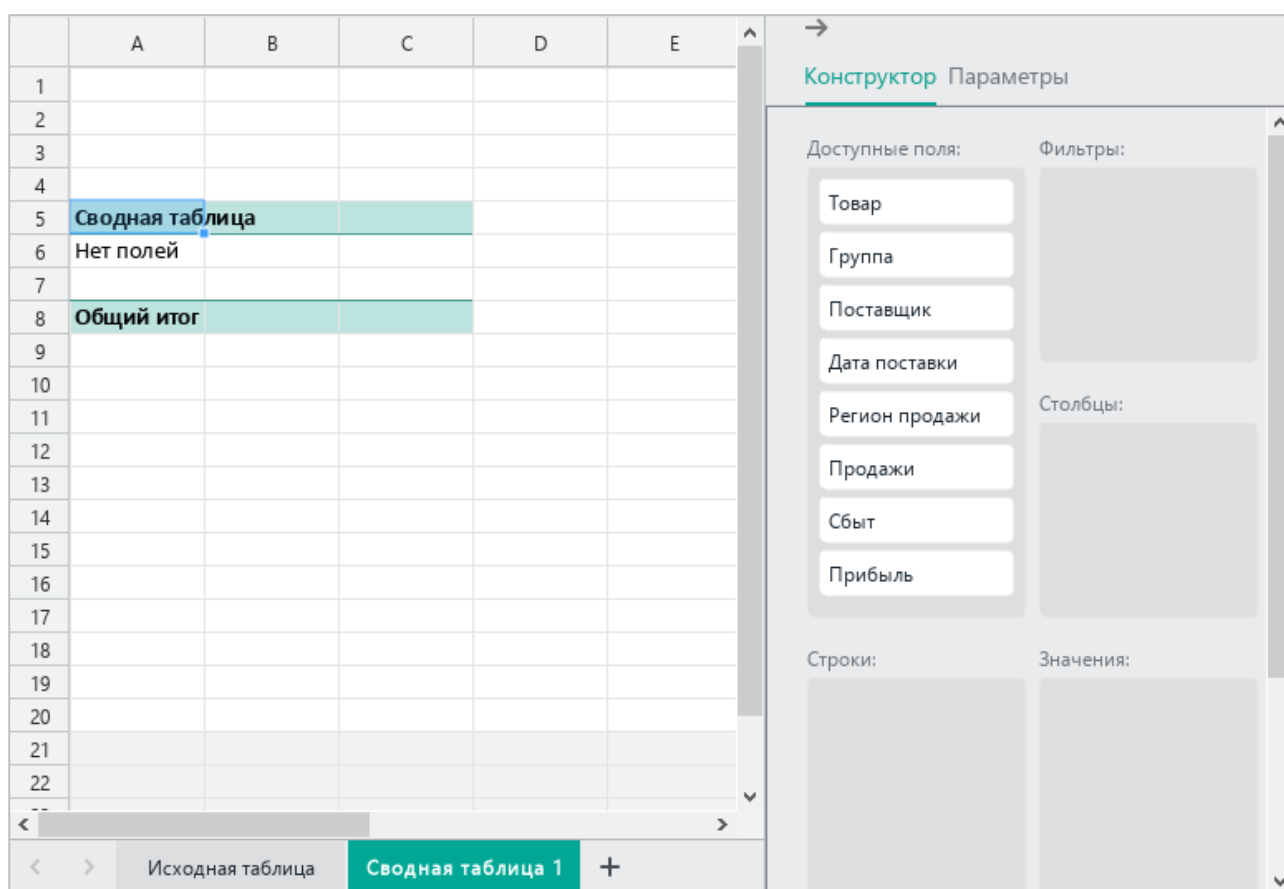 A B C D E
1
2
3
4
5 Сводная таблица
6 Нет полей
7
8 Общий итог
9
10
11
12
13
14
15
16
17
18
19
20
21
22
Исходная таблица Сводная таблица 1 +
Конструктор Параметры
Доступные поля:
Товар
Группа
Поставщик
Дата поставки
Регион продажи
Продажи
Сбыт
Прибыль
Фильтры:
Столбцы:
Строки:
Значения: